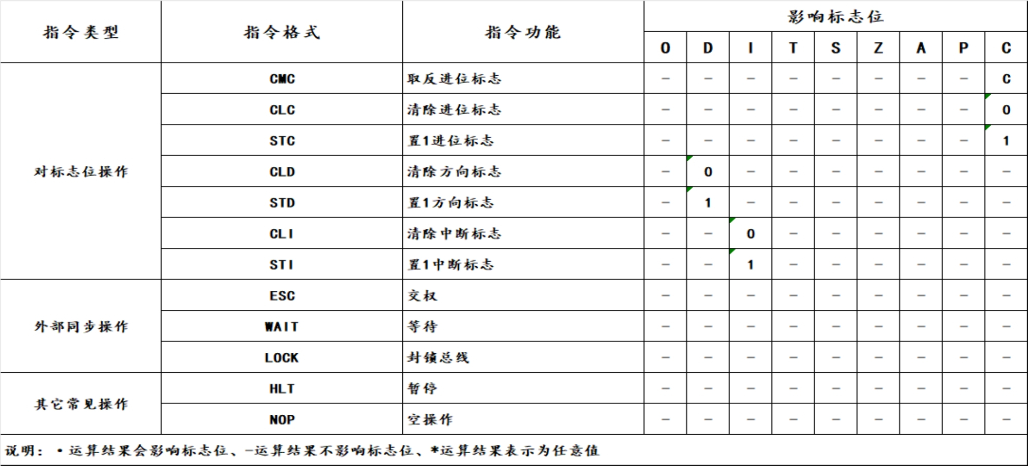 指令类型 指令格式 指令功能 影响标志位
O D I T S Z A P C
对标志位操作 CMC 取反进位标志 - - - - - - - - C
CLC 清除进位标志 - - - - - - - - 0
STC 置1进位标志 - - - - - - - - 1
CLD 清除方向标志 - 0 - - - - - - -
STD 置1方向标志 - 1 - - - - - - -
CLI 清除中断标志 - - 0 - - - - - -
STI 置1中断标志 - - 1 - - - - - -
外部同步操作 ESC 交权 - - - - - - - - -
WAIT 等待 - - - - - - - - -
LOCK 封锁总线 - - - - - - - - -
其它常见操作 HLT 暂停 - - - - - - - - -
NOP 空操作 - - - - - - - - -
说明：·运算结果会影响标志位、-运算结果不影响标志位、*运算结果表示为任意值